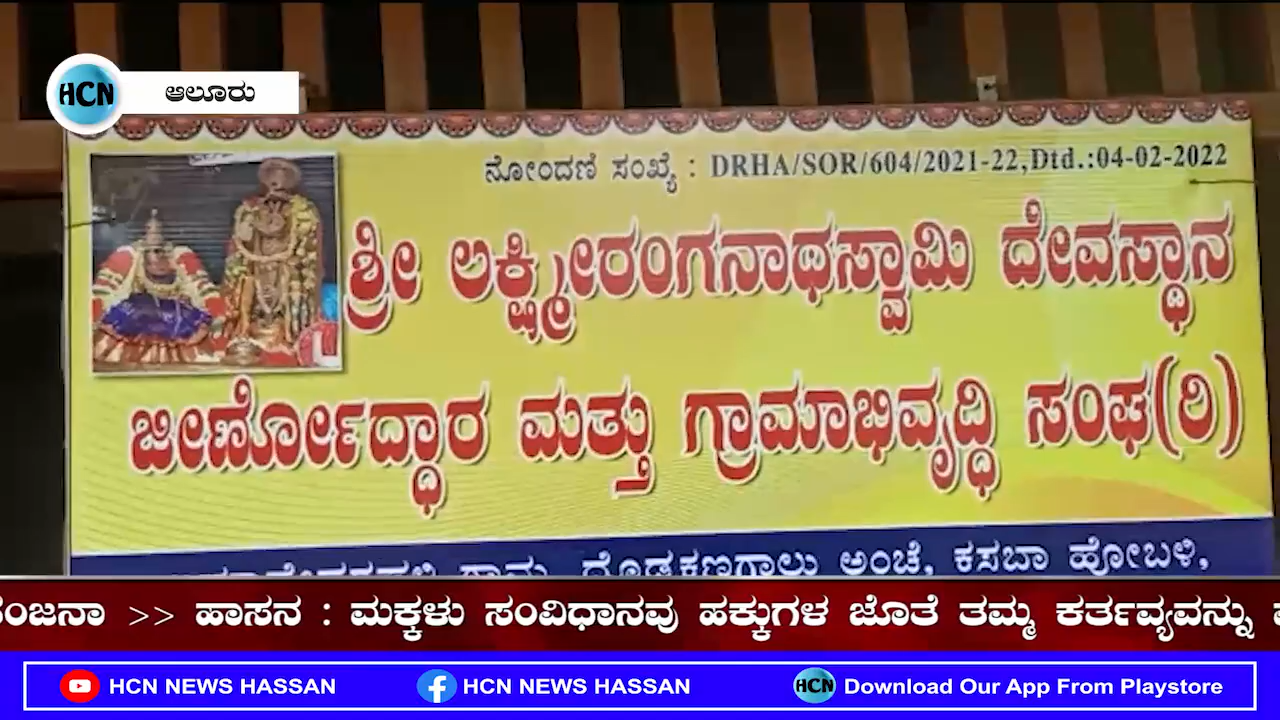 HCN ಆಲೂರು
ನೋಂದಣಿ ಸಂಖ್ಯೆ : DRHA/SOR/604/2021-22,Dtd.:04-02-2022
ಶ್ರೀ ಲಕ್ಷ್ಮೀರಂಗನಾಥಸ್ವಾಮಿ ದೇವಸ್ಥಾನ
ಜೀರ್ಣೋದ್ಧಾರ ಮತ್ತು ಗ್ರಾಮಾಭಿವೃದ್ಧಿ ಸಂಘ(ರಿ)
ಅಂಚೆ, ಕಸಬಾ ಹೋಬಳಿ,
>> ಹಾಸನ : ಮಕ್ಕಳು ಸಂವಿಧಾನವು ಹಕ್ಕುಗಳ ಜೊತೆ ತಮ್ಮ ಕರ್ತವ್ಯವನ್ನು
HCN NEWS HASSAN HCN NEWS HASSAN HCN Download Our App From Playstore